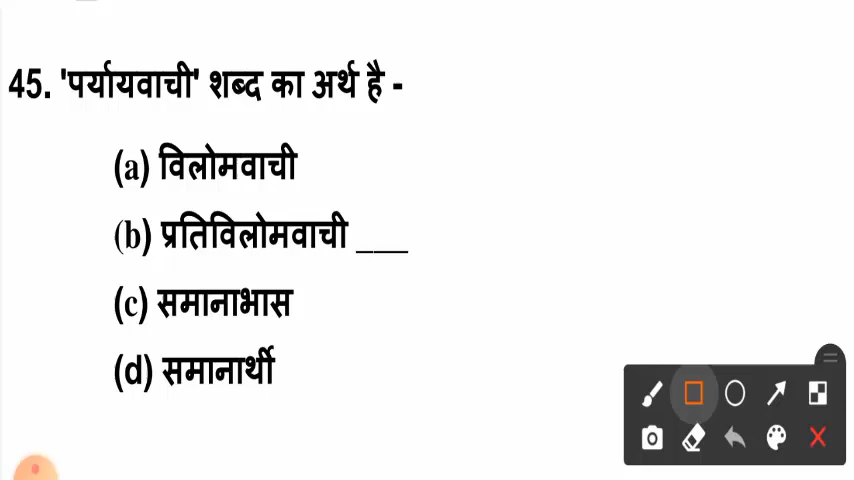 45. 'पर्यायवाची' शब्द का अर्थ है -
(a) विलोमवाची
(b) प्रतिविलोमवाची ___
(c) समानाभास
(d) समानार्थी